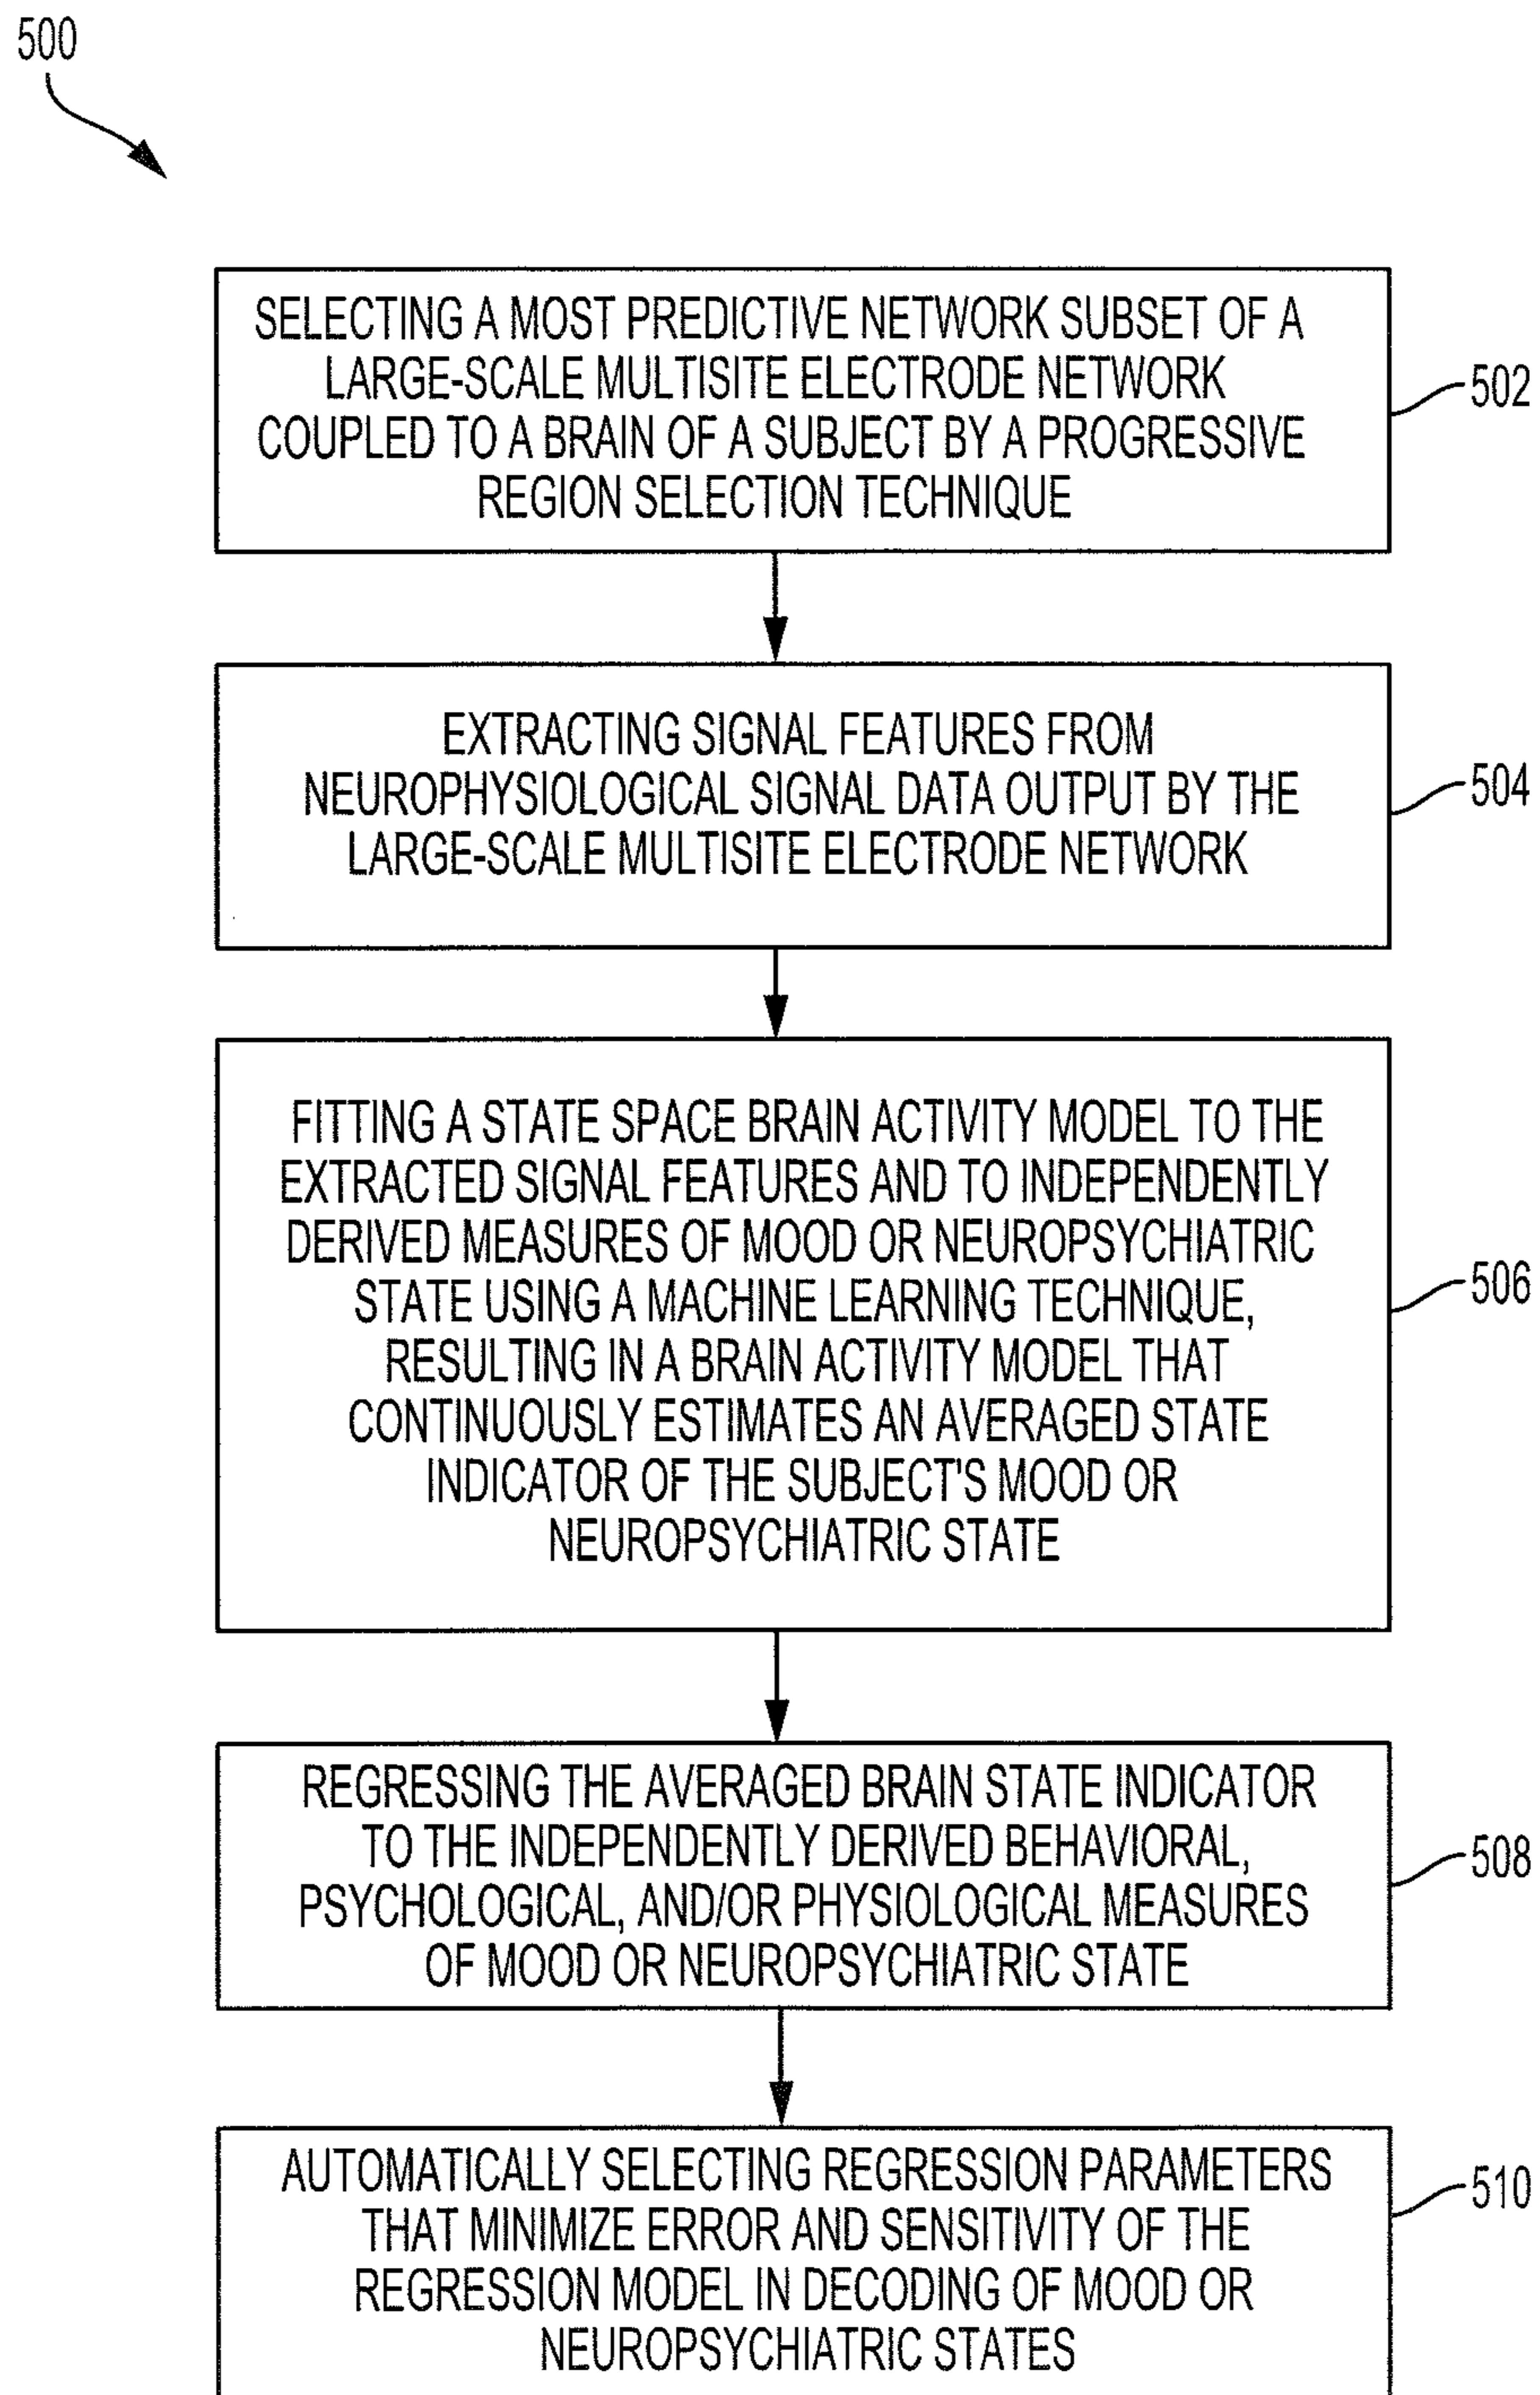 500
SELECTING A MOST PREDICTIVE NETWORK SUBSET OF A
LARGE-SCALE MULTISITE ELECTRODE NETWORK
COUPLED TO A BRAIN OF A SUBJECT BY A PROGRESSIVE
REGION SELECTION TECHNIQUE
502
EXTRACTING SIGNAL FEATURES FROM
NEUROPHYSIOLOGICAL SIGNAL DATA OUTPUT BY THE
LARGE-SCALE MULTISITE ELECTRODE NETWORK
504
FITTING A STATE SPACE BRAIN ACTIVITY MODEL TO THE
EXTRACTED SIGNAL FEATURES AND TO INDEPENDENTLY
DERIVED MEASURES OF MOOD OR NEUROPSYCHIATRIC
STATE USING A MACHINE LEARNING TECHNIQUE,
RESULTING IN A BRAIN ACTIVITY MODEL THAT
CONTINUOUSLY ESTIMATES AN AVERAGED STATE
INDICATOR OF THE SUBJECT'S MOOD OR
NEUROPSYCHIATRIC STATE
506
REGRESSING THE AVERAGED BRAIN STATE INDICATOR
TO THE INDEPENDENTLY DERIVED BEHAVIORAL,
PSYCHOLOGICAL, AND/OR PHYSIOLOGICAL MEASURES
OF MOOD OR NEUROPSYCHIATRIC STATE
508
AUTOMATICALLY SELECTING REGRESSION PARAMETERS
THAT MINIMIZE ERROR AND SENSITIVITY OF THE
REGRESSION MODEL IN DECODING OF MOOD OR
NEUROPSYCHIATRIC STATES
510